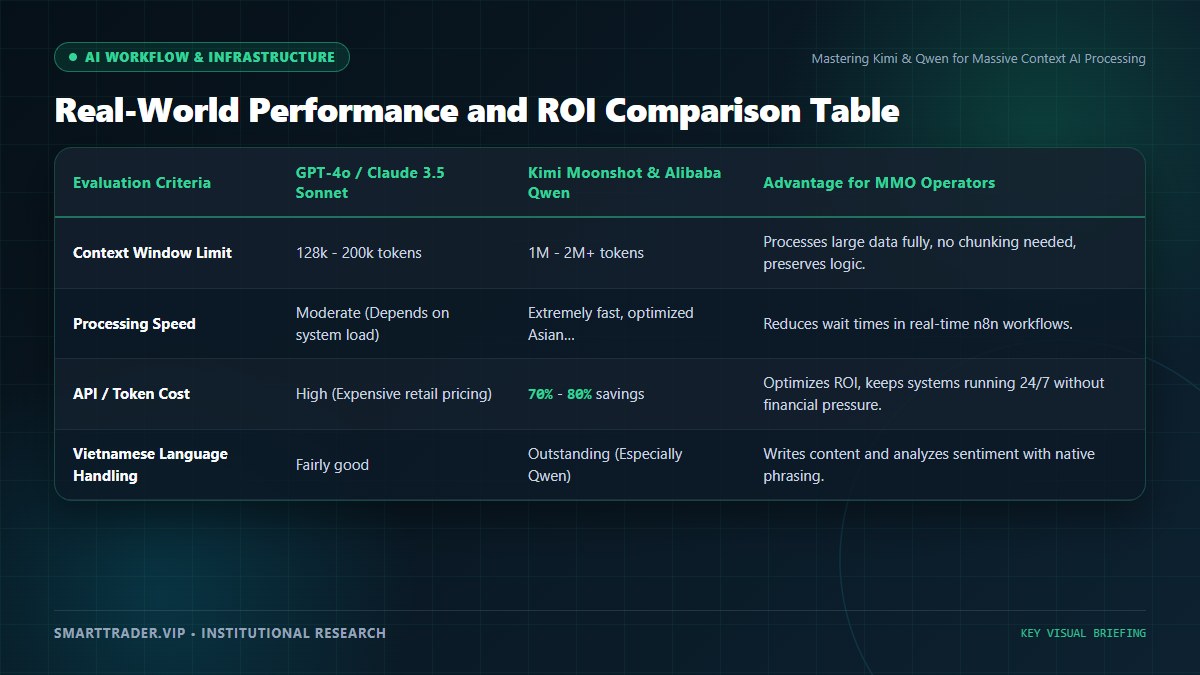 AI WORKFLOW & INFRASTRUCTURE
Mastering Kimi & Qwen for Massive Context AI Processing
Real-World Performance and ROI Comparison Table
Evaluation Criteria
GPT-4o / Claude 3.5
Sonnet
Kimi Moonshot & Alibaba
Qwen
Advantage for MMO Operators
Context Window Limit
128k - 200k tokens
1M - 2M+ tokens
Processes large data fully, no chunking needed,
preserves logic.
Processing Speed
Moderate (Depends on
system load)
Extremely fast, optimized
Asian...
Reduces wait times in real-time n8n workflows.
API / Token Cost
High (Expensive retail pricing)
70% - 80% savings
Optimizes ROI, keeps systems running 24/7 without
financial pressure.
Vietnamese Language
Handling
Fairly good
Outstanding (Especially
Qwen)
Writes content and analyzes sentiment with native
phrasing.
SMARTTRADER.VIP • INSTITUTIONAL RESEARCH
KEY VISUAL BRIEFING